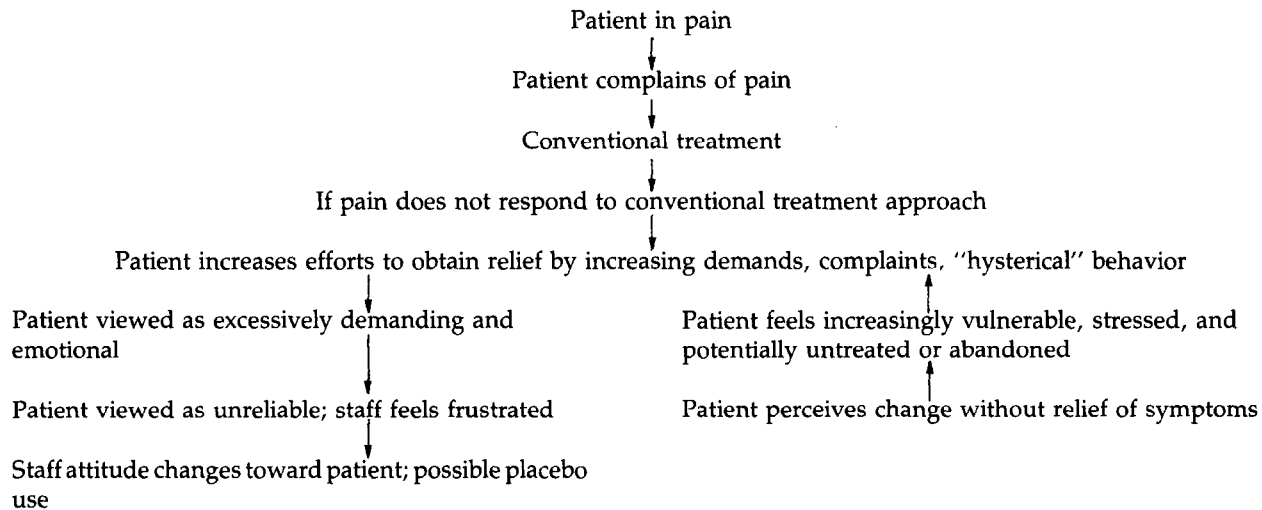 Patient in pain
Patient complains of pain
Conventional treatment
If pain does not respond to conventional treatment approach
Patient increases efforts to obtain relief by increasing demands, complaints, "hysterical" behavior
Patient viewed as excessively demanding and
emotional
Patient viewed as unreliable; staff feels frustrated
Staff attitude changes toward patient; possible placebo
use
Patient feels increasingly vulnerable, stressed, and
potentially untreated or abandoned
Patient perceives change without relief of symptoms